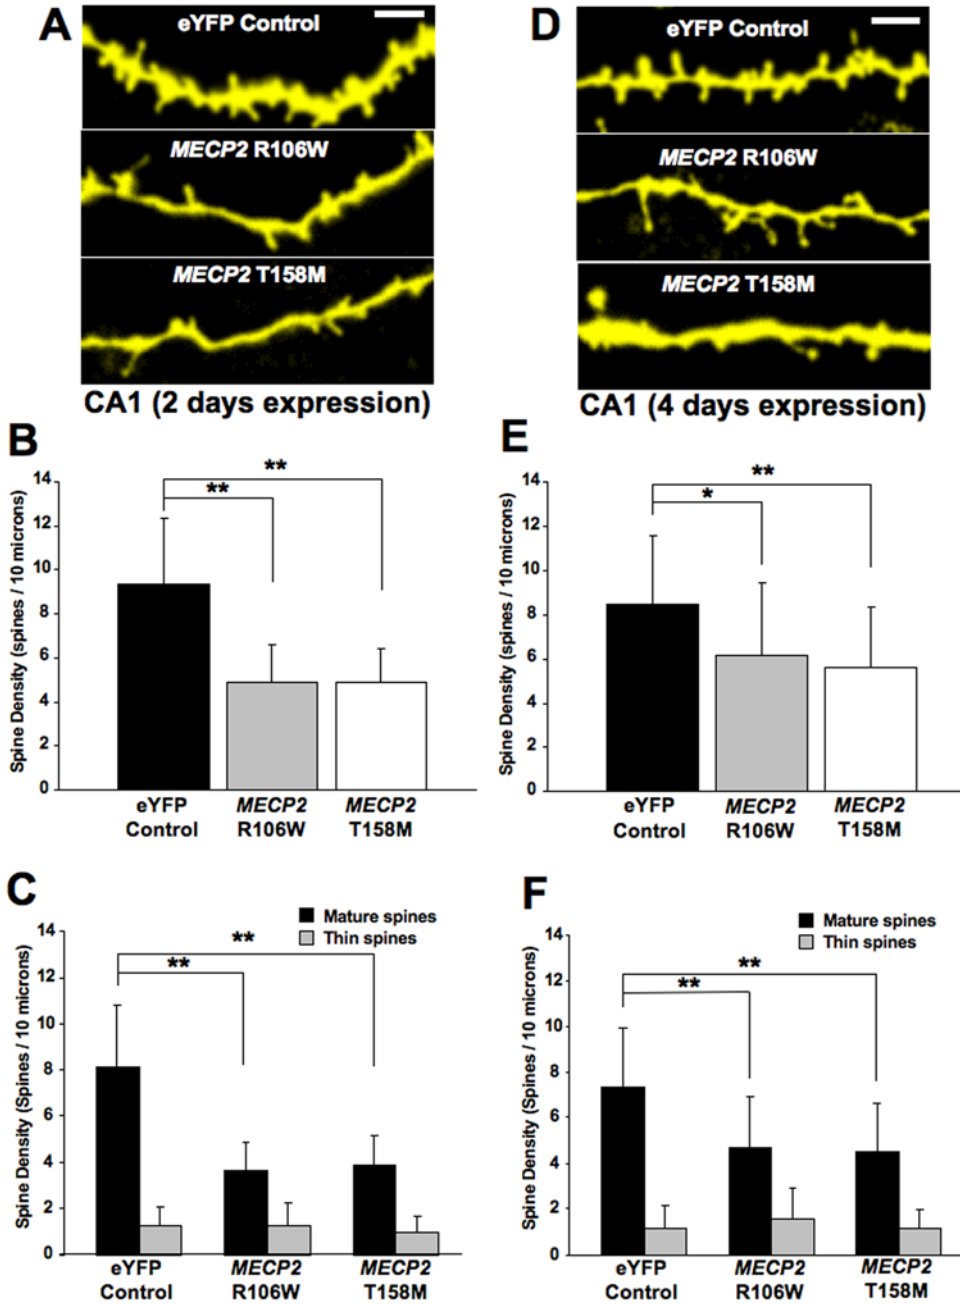 A
eYFP Control
MECP2 R106W
MECP2 T158M
CA1 (2 days expression)
D
eYFP Control
MECP2 R106W
MECP2 T158M
CA1 (4 days expression)
B
Spine Density (spines / 10 microns)
14
12
10
8
6
4
2
0
**
**
eYFP Control
MECP2 R106W
MECP2 T158M
E
Spine Density (spines / 10 microns)
14
12
10
8
6
4
2
0
**
*
eYFP Control
MECP2 R106W
MECP2 T158M
C
Spine Density (Spines / 10 microns)
14
12
10
8
6
4
2
0
Mature spines
Thin spines
**
**
eYFP Control
MECP2 R106W
MECP2 T158M
F
Spine Density (Spines / 10 microns)
14
12
10
8
6
4
2
0
Mature spines
Thin spines
**
**
eYFP Control
MECP2 R106W
MECP2 T158M